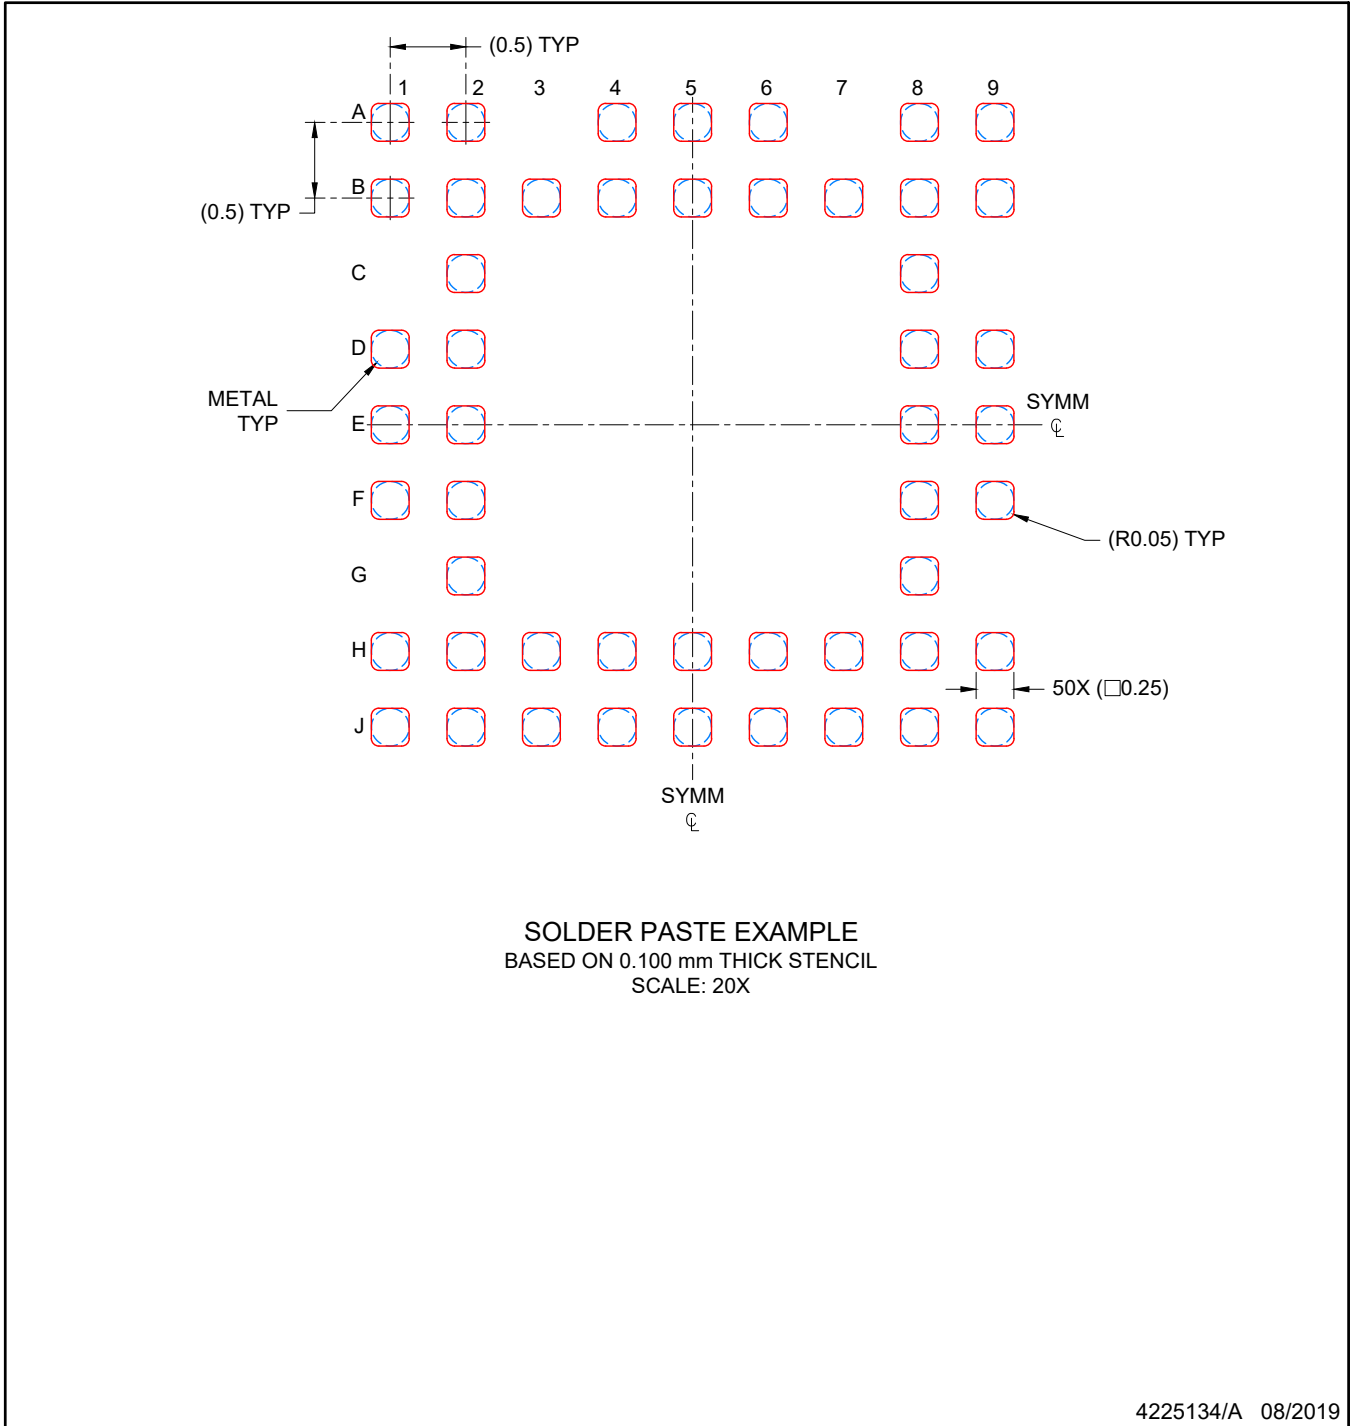 (0.5) TYP
1 2 3 4 5 6 7 8 9
A
B
(0.5) TYP
C
D
METAL
TYP
E
SYMM
℄
F
(R0.05) TYP
G
H
50X (□0.25)
J
SYMM
℄
SOLDER PASTE EXAMPLE
BASED ON 0.100 mm THICK STENCIL
SCALE: 20X
4225134/A 08/2019